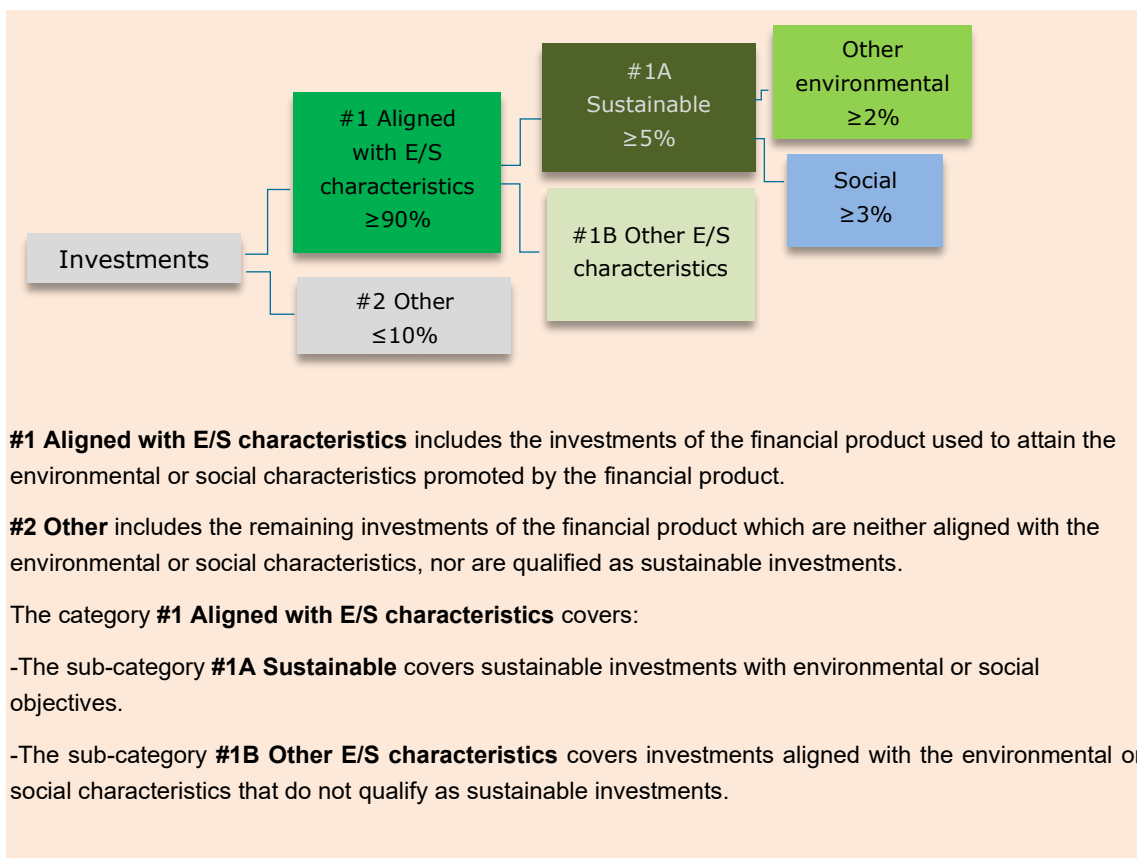 Investments
#1 Aligned
with E/S
characteristics
≥90%
#2 Other
≤10%
#1A
Sustainable
≥5%
#1B Other E/S
characteristics
Other
environmental
≥2%
Social
≥3%
#1 Aligned with E/S characteristics includes the investments of the financial product used to attain the
environmental or social characteristics promoted by the financial product.
#2 Other includes the remaining investments of the financial product which are neither aligned with the
environmental or social characteristics, nor are qualified as sustainable investments.
The category #1 Aligned with E/S characteristics covers:
-The sub-category #1A Sustainable covers sustainable investments with environmental or social
objectives.
-The sub-category #1B Other E/S characteristics covers investments aligned with the environmental or
social characteristics that do not qualify as sustainable investments.